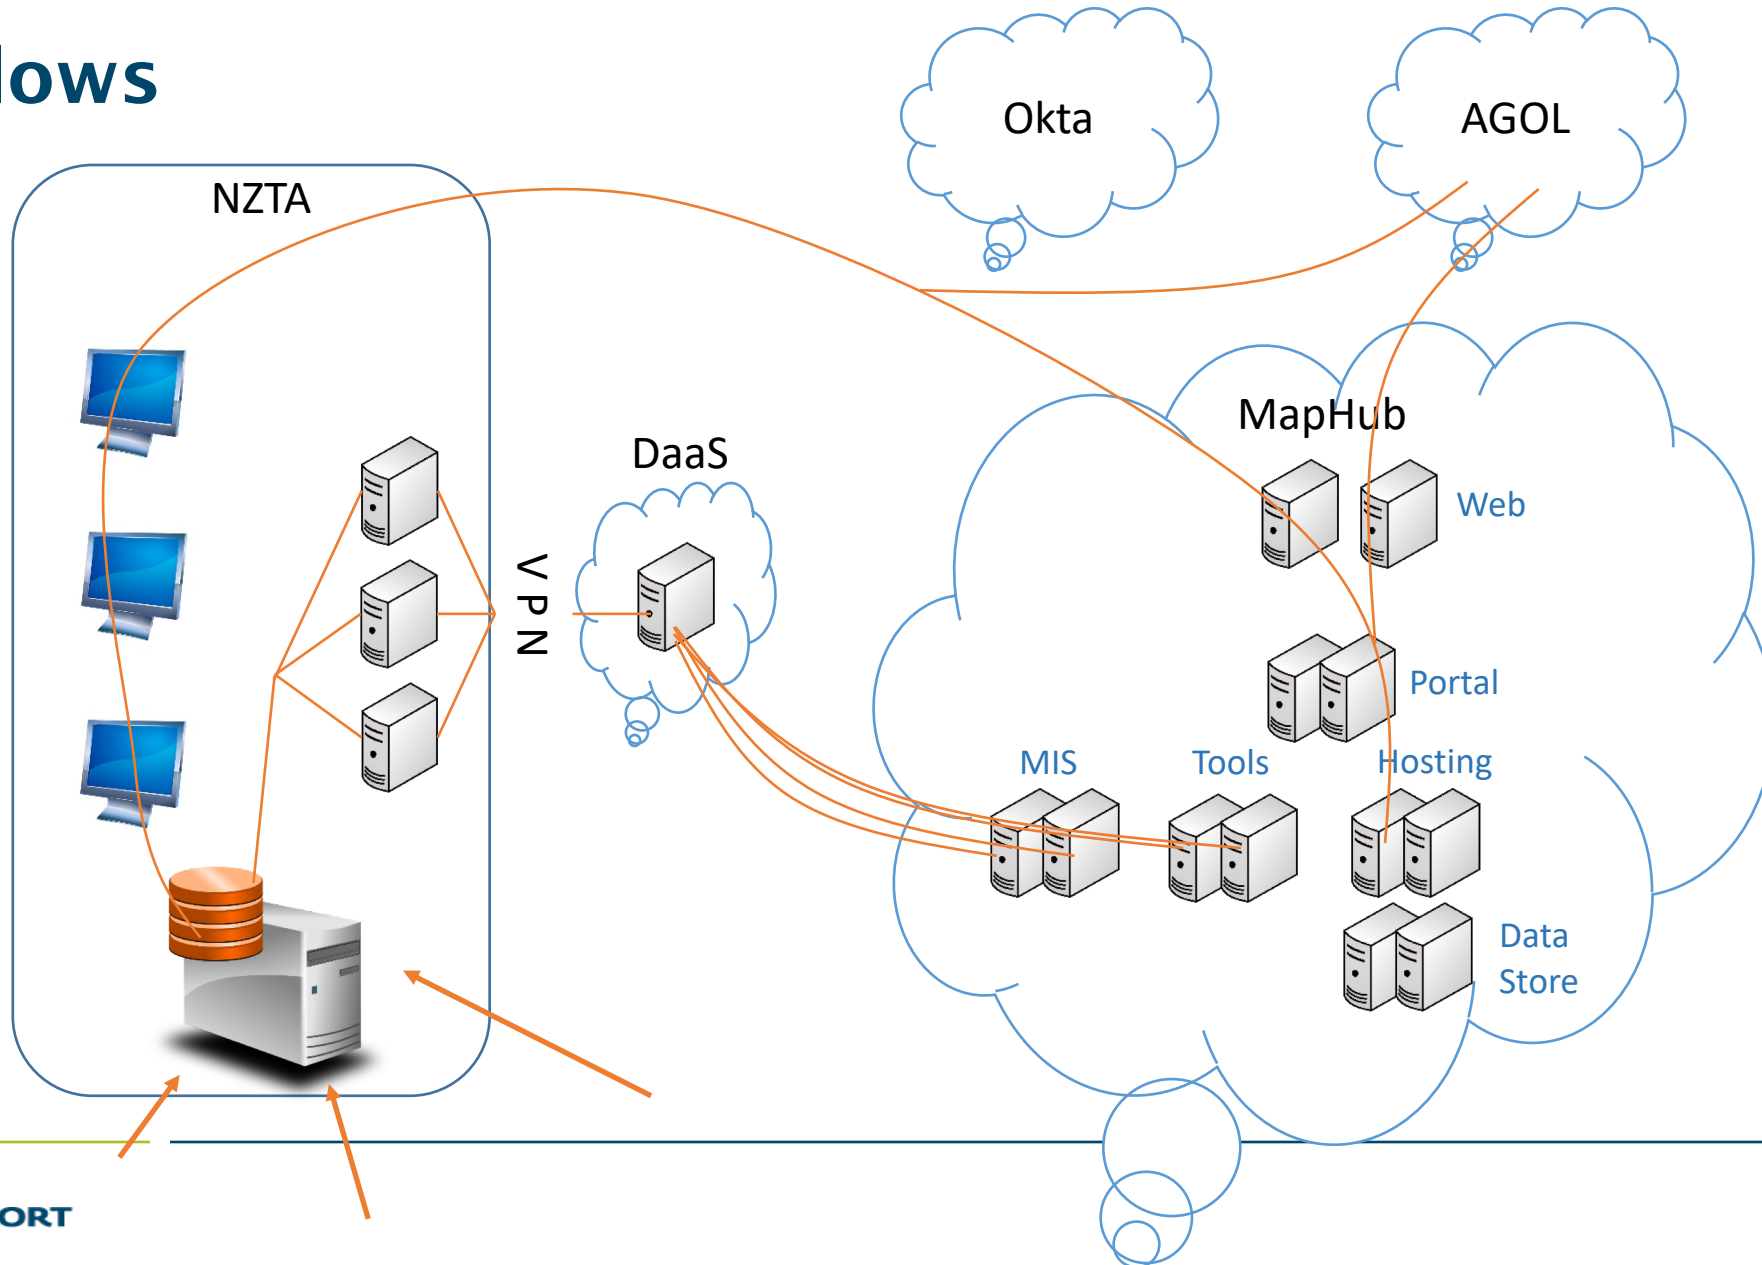 lows
Okta
AGOL
NZTA
MapHub
DaaS
Web
VPN
Portal
MIS
Tools
Hosting
Data
Store
ORT